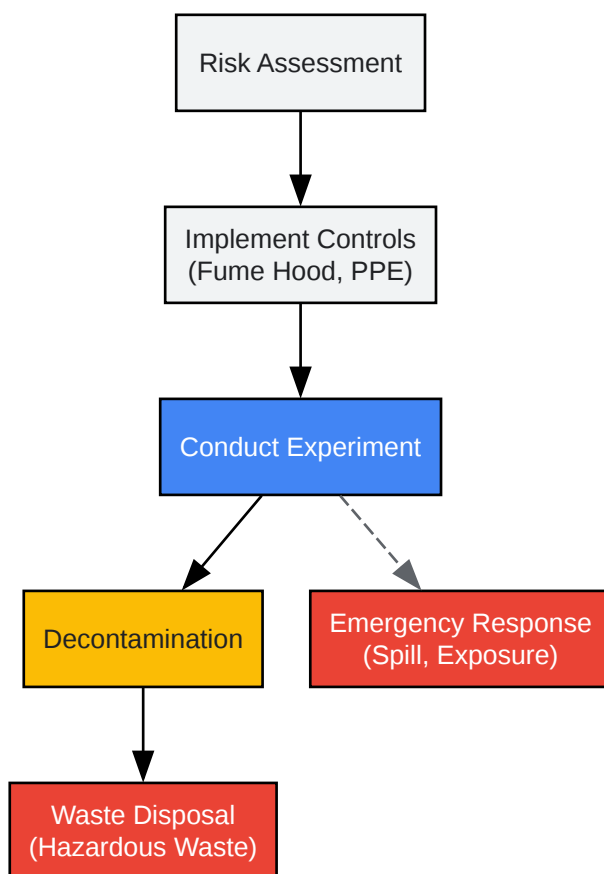 Risk Assessment
Implement Controls
(Fume Hood, PPE)
Conduct Experiment
Decontamination
Emergency Response
(Spill, Exposure)
Waste Disposal
(Hazardous Waste)